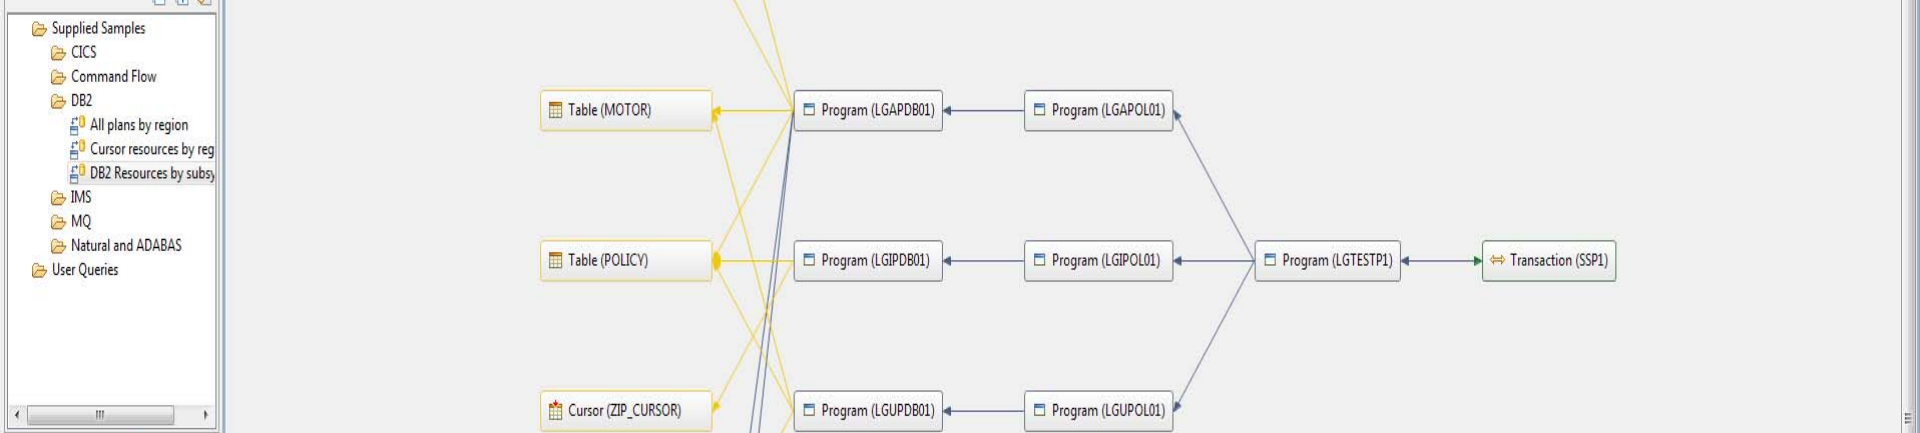 Supplied Samples
CICS
Command Flow
DB2
All plans by region
Cursor resources by reg
DB2 Resources by subsy
IMS
MQ
Natural and ADABAS
User Queries
Table (MOTOR)
Program (LGAPDB01)
Program (LGAPOL01)
Table (POLICY)
Program (LGIPDB01)
Program (LGIPOL01)
Program (LGTESTP1)
Transaction (SSP1)
Cursor (ZIP_CURSOR)
Program (LGUPDB01)
Program (LGUPOL01)